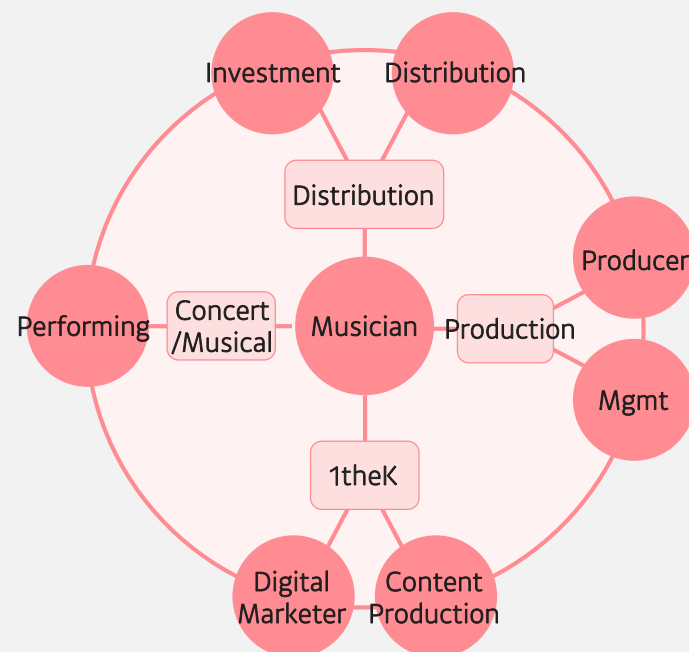 Investment
Distribution
Distribution
Producer
Concert
/Musical
Performing
Musician
Production
Mgmt
1theK
Digital
Marketer
Content
Production